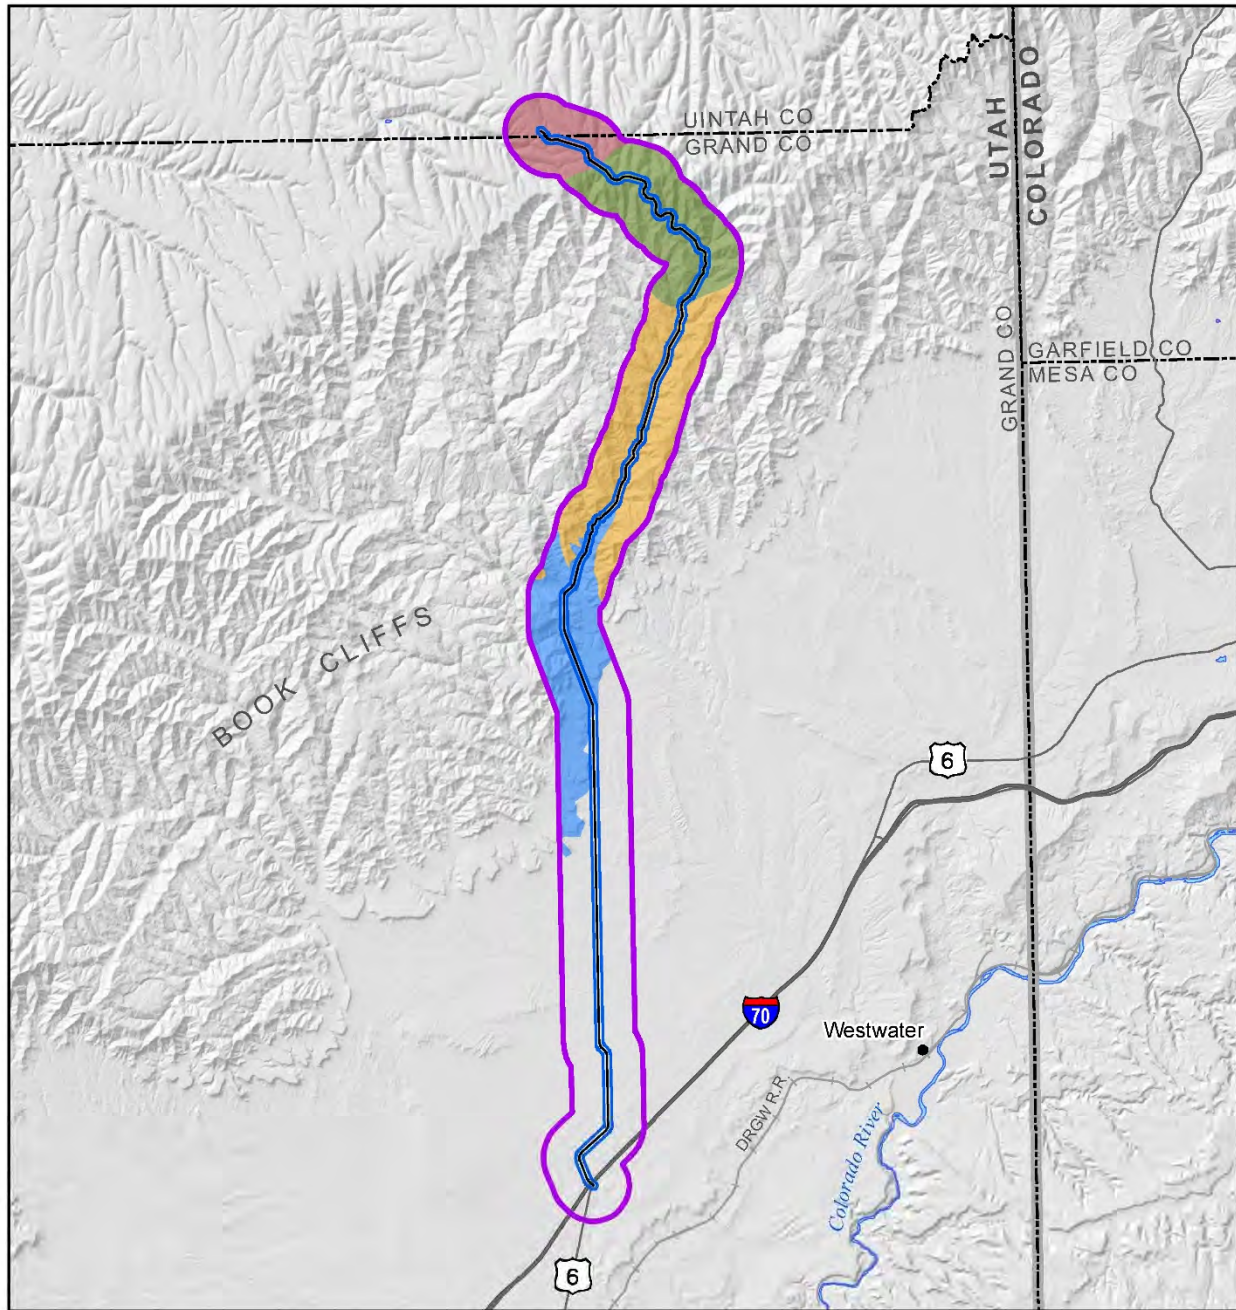 UINTAH CO
GRAND CO
UTAH
COLORADO
GRAND CO
GARFIELD CO
MESA CO
BOOK CLIFFS
6
70
Westwater
DRGW R.R
Colorado River
6